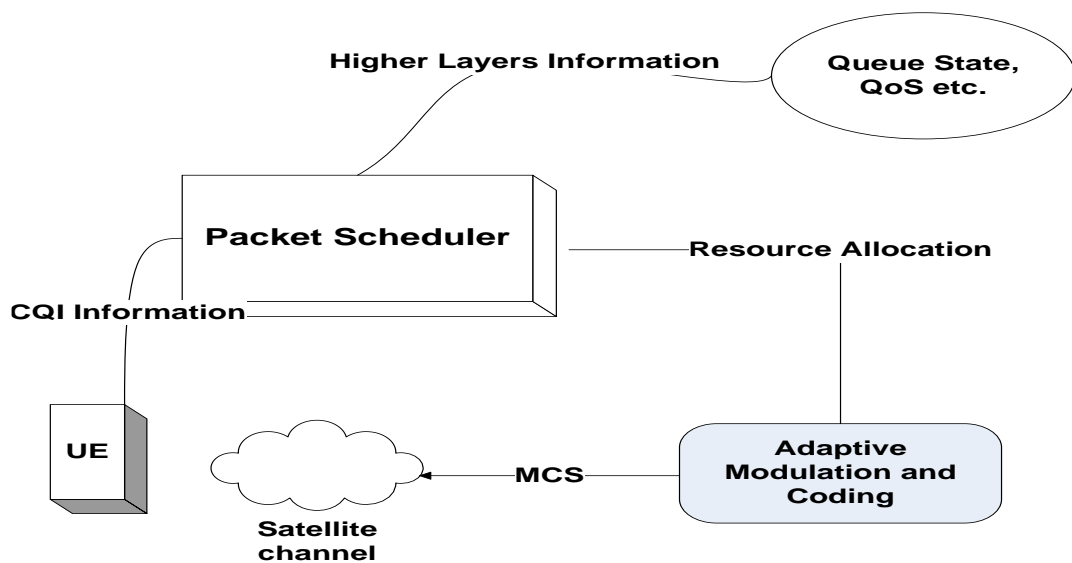 Higher Layers Information
Queue State,
QoS etc.
Packet Scheduler
Resource Allocation
CQI Information
UE
MCS
Adaptive
Modulation and
Coding
Satellite
channel